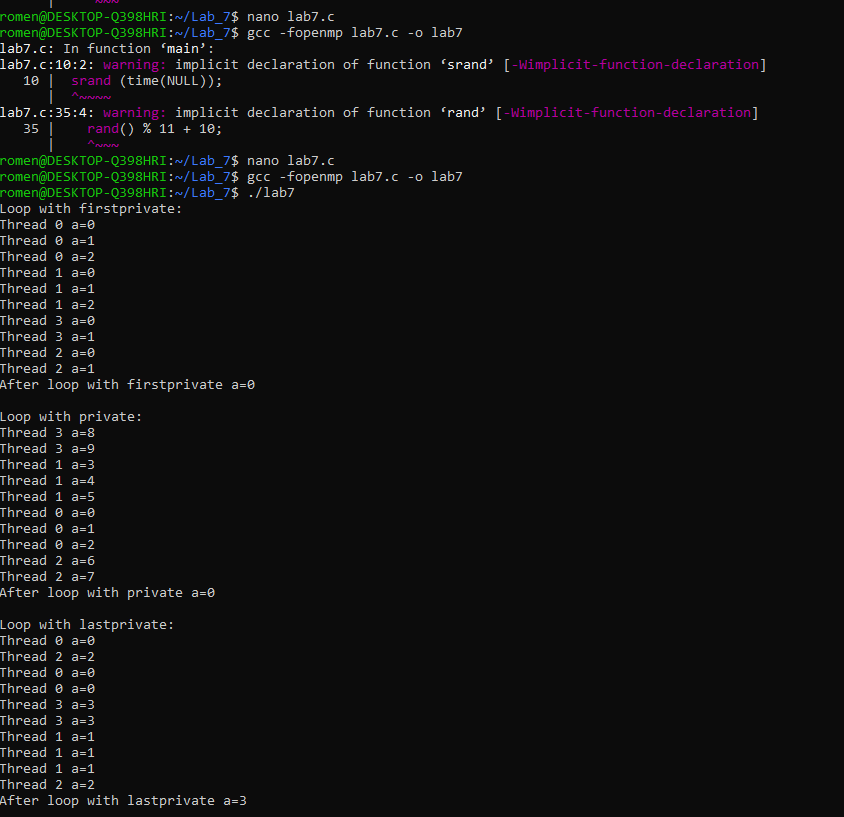 |     ^~~~
romen@DESKTOP-Q398HRI:~/Lab_7$ nano lab7.c
romen@DESKTOP-Q398HRI:~/Lab_7$ gcc -fopenmp lab7.c -o lab7
lab7.c: In function ‘main’:
lab7.c:10:2: warning: implicit declaration of function ‘srand’ [-Wimplicit-function-declaration]
   10 |  srand (time(NULL));
      |  ^~~~~
lab7.c:35:4: warning: implicit declaration of function ‘rand’ [-Wimplicit-function-declaration]
   35 |    rand() % 11 + 10;
      |    ^~~~
romen@DESKTOP-Q398HRI:~/Lab_7$ nano lab7.c
romen@DESKTOP-Q398HRI:~/Lab_7$ gcc -fopenmp lab7.c -o lab7
romen@DESKTOP-Q398HRI:~/Lab_7$ ./lab7
Loop with firstprivate:
Thread 0 a=0
Thread 0 a=1
Thread 0 a=2
Thread 1 a=0
Thread 1 a=1
Thread 1 a=2
Thread 3 a=0
Thread 3 a=1
Thread 2 a=0
Thread 2 a=1
After loop with firstprivate a=0

Loop with private:
Thread 3 a=8
Thread 3 a=9
Thread 1 a=3
Thread 1 a=4
Thread 1 a=5
Thread 0 a=0
Thread 0 a=1
Thread 0 a=2
Thread 2 a=6
Thread 2 a=7
After loop with private a=0

Loop with lastprivate:
Thread 0 a=0
Thread 2 a=2
Thread 0 a=0
Thread 0 a=0
Thread 3 a=3
Thread 3 a=3
Thread 1 a=1
Thread 1 a=1
Thread 1 a=1
Thread 2 a=2
After loop with lastprivate a=3